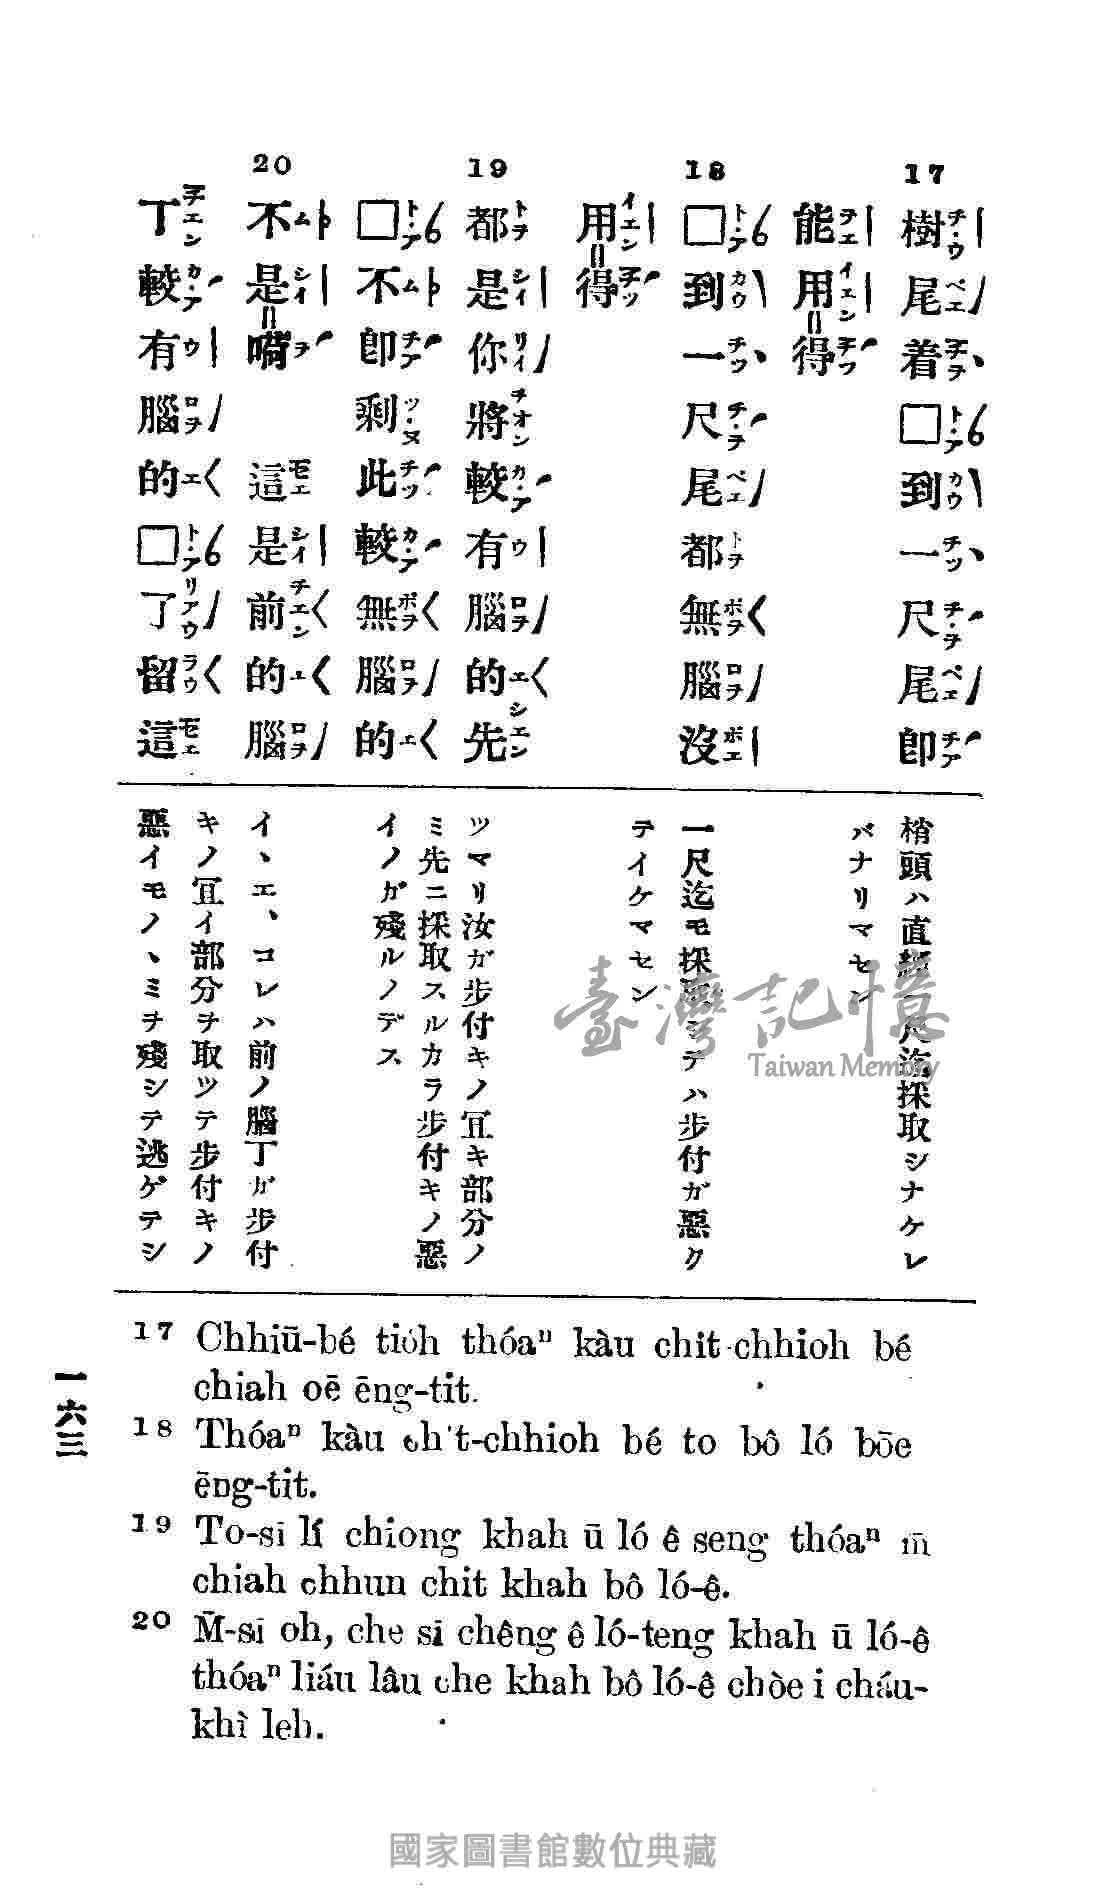 17
樹尾着□到一尺尾即
能用得
18
□到一尺尾都無腦沒
用得
19
都是你將較有腦的先
□不即剩此較無腦的
20
不是嗬 這是前的腦
丁較有腦的□了留這
梢頭ハ直 尺迄採取シナケレ
バナリマセン
一尺迄モ採取シテハ步付ガ惡ク
テイケマセン
ツマリ汝ガ步付キノ冝キ部分ノ
ミ先ニ採取スルカラ步付キノ惡
イノガ殘ルノデス
イヽエ、コレハ前ノ腦丁ガ步付
キノ冝イ部分ヲ取ツテ步付キノ
惡イモノヽミヲ殘シテ逃ゲテシ
17 Chhiū-bé tio̍h thóaⁿ kàu chit-chhioh bé
chiah oē ēng-tit.
18 Thóaⁿ kàu chit-chhioh bé to bô ló bōe
ēng-tit.
19 To-sī lí chiong khah ū ló ê seng thóaⁿ m̄
chiah chhun chit khah bô ló-ê.
20 M̄-sī oh, che sī chêng ê ló-teng khah ū ló-ê
thóaⁿ liáu lâu che khah bô ló-ê chòe i cháu-
khì leh.
一六三
臺灣記憶
Taiwan Memory
國家圖書館數位典藏